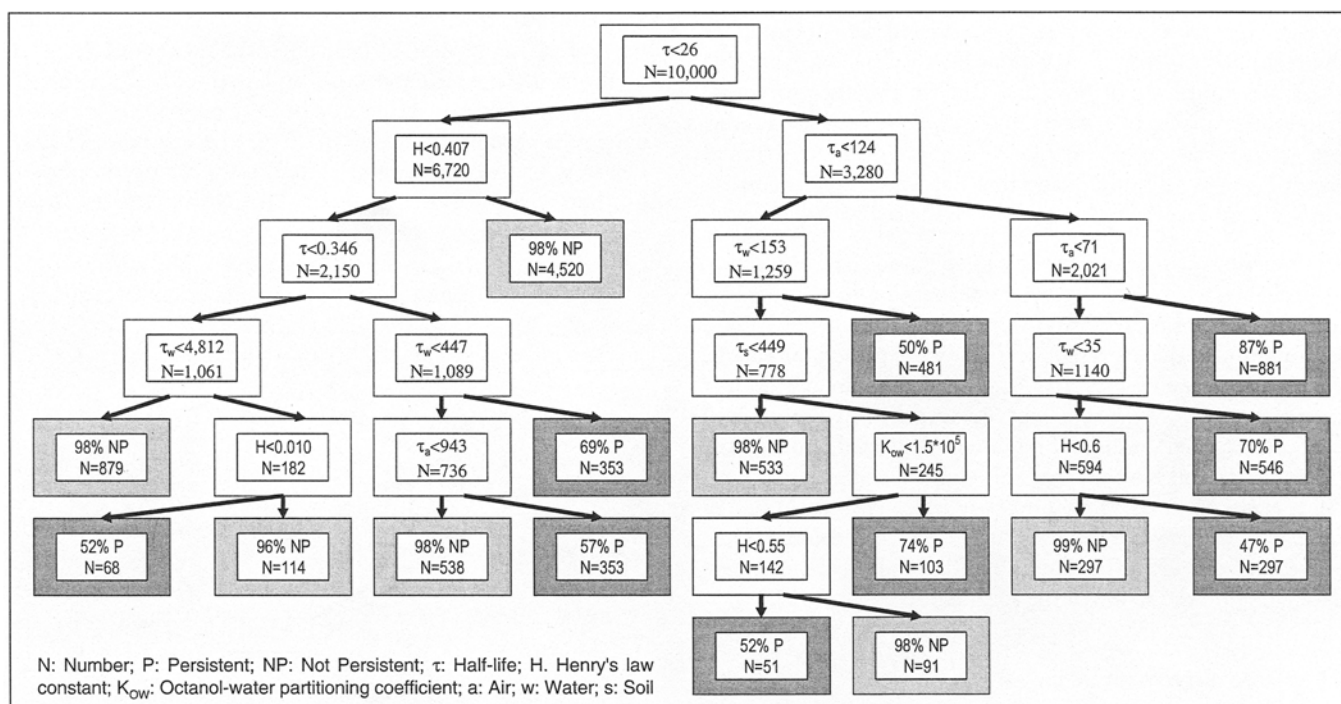 τ<26
N=10,000
H<0.407
N=6,720
τₐ<124
N=3,280
τ<0.346
N=2,150
98% NP
N=4,520
τw<153
N=1,259
τₐ<71
N=2,021
τw<4,812
N=1,061
τw<447
N=1,089
τₛ<449
N=778
50% P
N=481
τw<35
N=1140
87% P
N=881
98% NP
N=879
H<0.010
N=182
τₐ<943
N=736
69% P
N=353
98% NP
N=533
Kow<1.5*10⁵
N=245
H<0.6
N=594
70% P
N=546
52% P
N=68
96% NP
N=114
98% NP
N=538
57% P
N=353
H<0.55
N=142
74% P
N=103
99% NP
N=297
47% P
N=297
52% P
N=51
98% NP
N=91
N: Number; P: Persistent; NP: Not Persistent; τ: Half-life; H. Henry's law
constant; KOW: Octanol-water partitioning coefficient; a: Air; w: Water; s: Soil